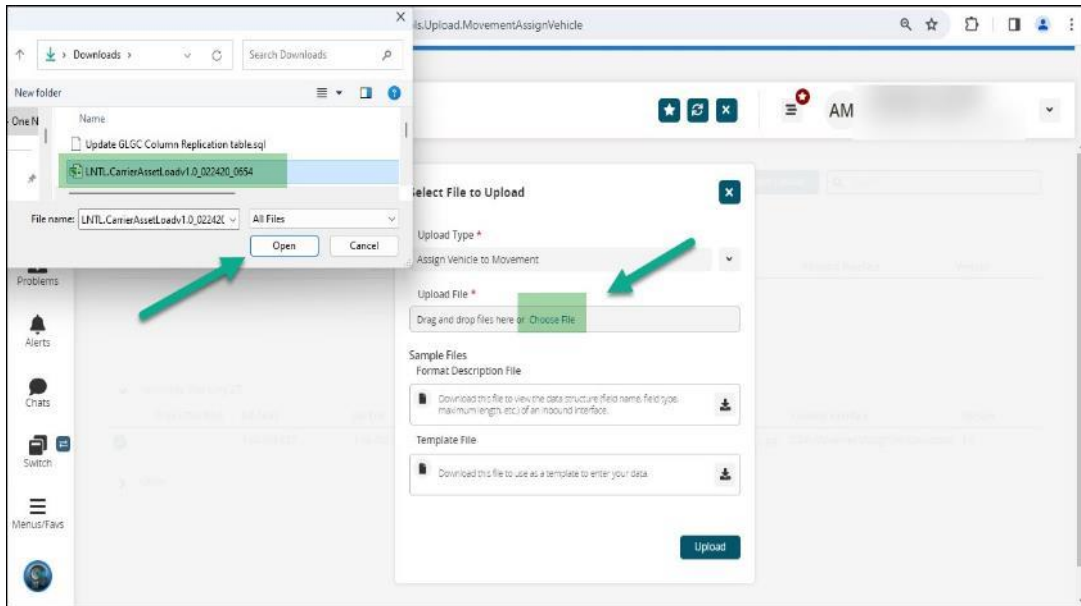 ls.Upload.MovementAssignVehicle
Downloads
Search Downloads
New folder
One N
Name
Update GLGC Column Replication table.sql
LNTL.CarrierAssetLoadv1.0_022420_0654
File name: LNTL.CarrierAssetLoadv1.0_02242( All Files
Open Cancel
AM
Select File to Upload
Upload Type *
Assign Vehicle to Movement
Upload File *
Drag and drop files here or Choose File
Sample Files
Format Description File
Download this file to view the data structure (field name, field type,
maximum length, etc.) of an inbound interface.
Template File
Download this file to use as a template to enter your data.
Upload
Problems
Alerts
Chats
Switch
Menus/Favs